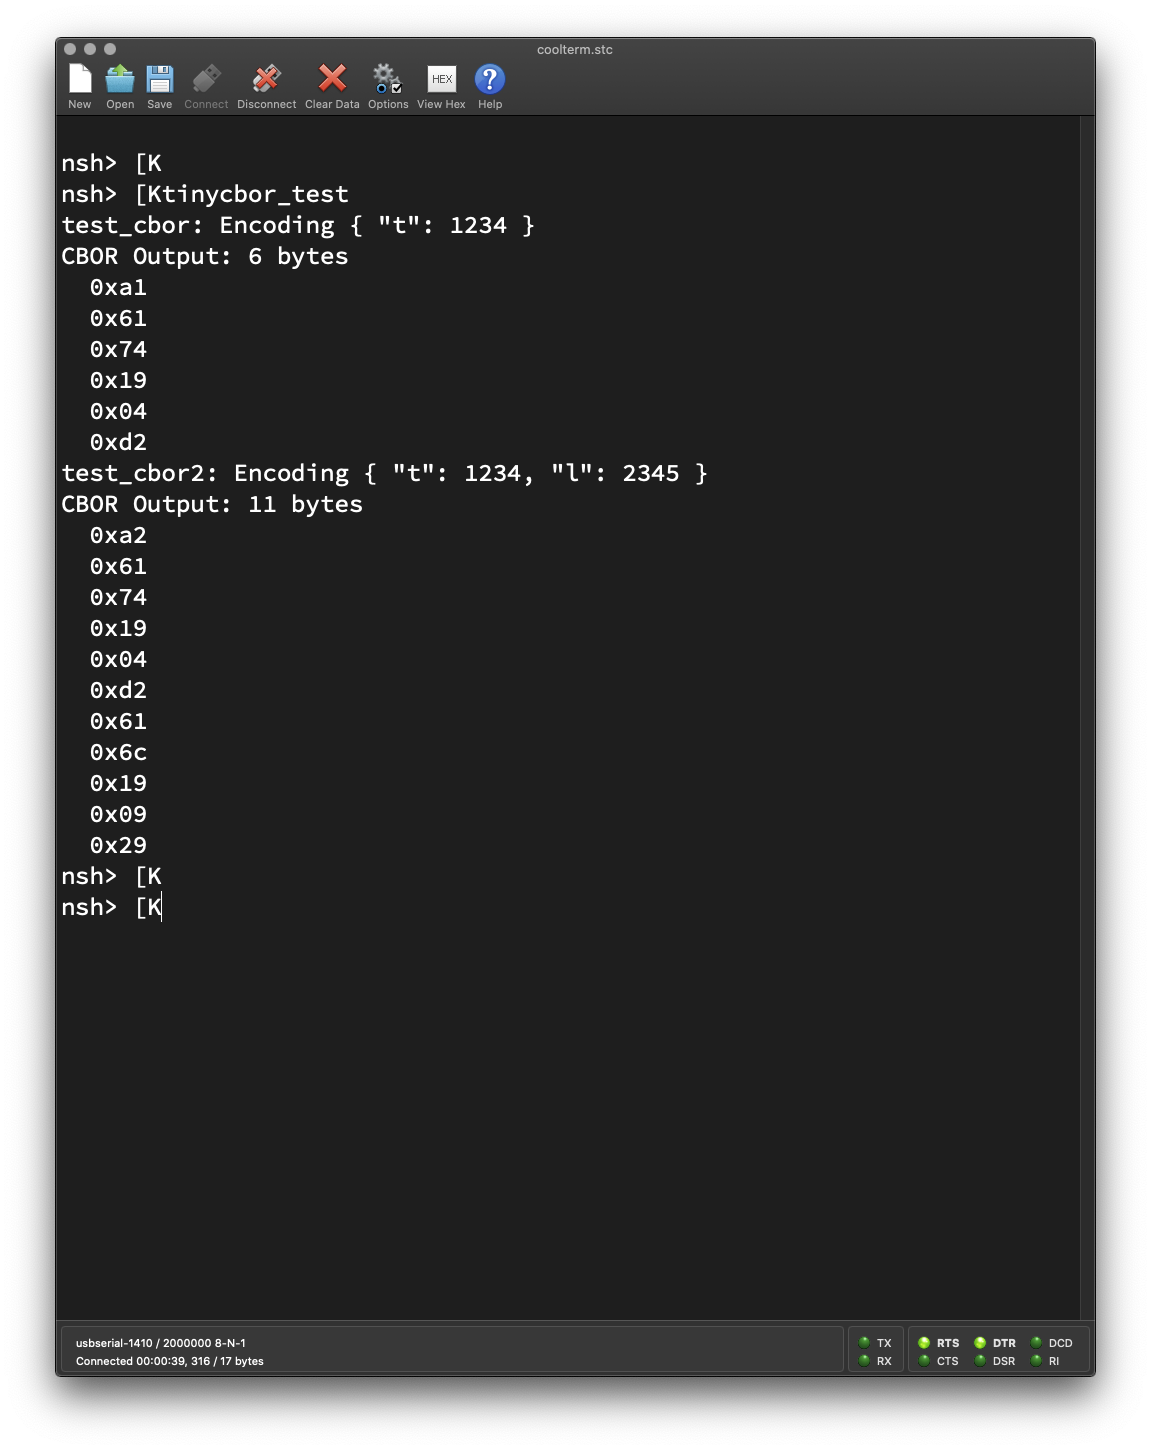 coolterm.stc
New Open Save Connect Disconnect Clear Data Options HEX View Hex ? Help
nsh> [K
nsh> [Ktinycbor_test
test_cbor: Encoding { "t": 1234 }
CBOR Output: 6 bytes
  0xa1
  0x61
  0x74
  0x19
  0x04
  0xd2
test_cbor2: Encoding { "t": 1234, "l": 2345 }
CBOR Output: 11 bytes
  0xa2
  0x61
  0x74
  0x19
  0x04
  0xd2
  0x61
  0x6c
  0x19
  0x09
  0x29
nsh> [K
nsh> [K
usbserial-1410 / 2000000 8-N-1
Connected 00:00:39, 316 / 17 bytes
TX RTS DTR DCD
RX CTS DSR RI